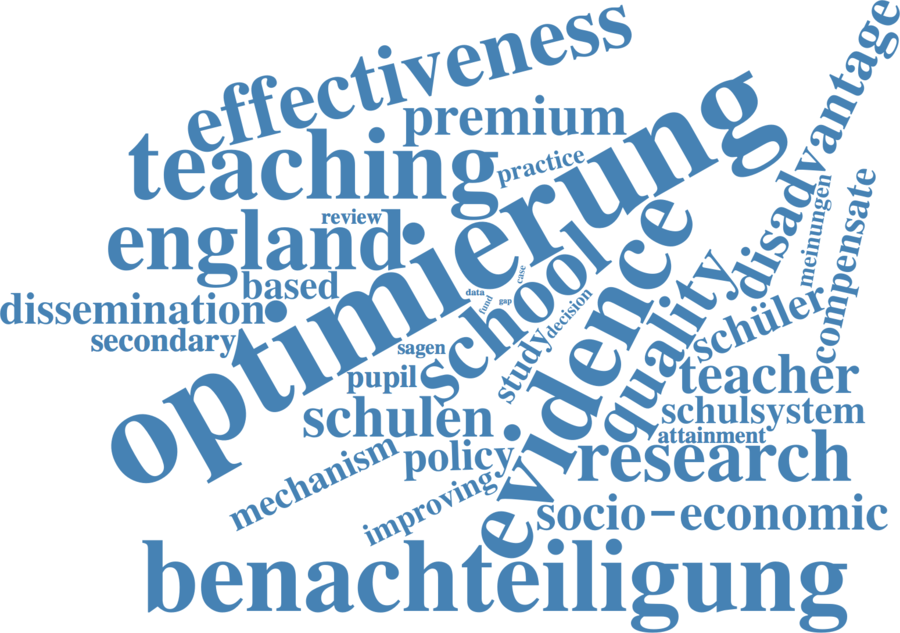 effectiveness
premium
teaching
practice
disadvantage
optimierung
review
england
meinungen
compensate
evidence
school
case
data
fund
gap
based
decision
dissemination
quality
schüler
secondary
sagen
study
pupil
teacher
schulen
schulsystem
attainment
mechanism
policy
research
improving
socio-economic
benachteiligung